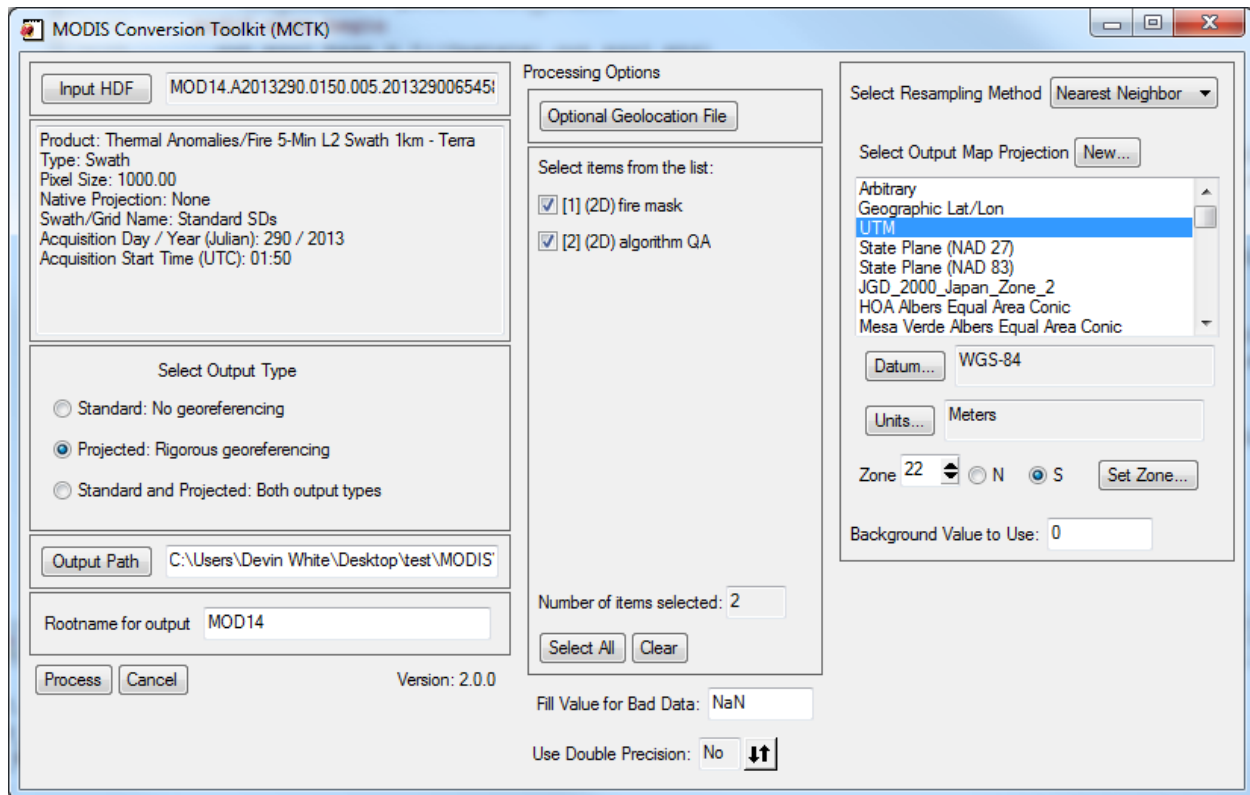 MODIS Conversion Toolkit (MCTK)
Input HDF MOD14.A2013290.0150.005.2013290065458
Product: Thermal Anomalies/Fire 5-Min L2 Swath 1km - Terra
Type: Swath
Pixel Size: 1000.00
Native Projection: None
Swath/Grid Name: Standard SDs
Acquisition Day / Year (Julian): 290 / 2013
Acquisition Start Time (UTC): 01:50
Select Output Type
Standard: No georeferencing
Projected: Rigorous georeferencing
Standard and Projected: Both output types
Output Path C:\Users\Devin White\Desktop\test\MODIS
Rootname for output MOD14
Process Cancel Version: 2.0.0
Processing Options
Optional Geolocation File
Select items from the list:
[1] (2D) fire mask
[2] (2D) algorithm QA
Number of items selected: 2
Select All Clear
Fill Value for Bad Data: NaN
Use Double Precision: No
Select Resampling Method Nearest Neighbor
Select Output Map Projection New...
Arbitrary
Geographic Lat/Lon
UTM
State Plane (NAD 27)
State Plane (NAD 83)
JGD_2000_Japan_Zone_2
HOA Albers Equal Area Conic
Mesa Verde Albers Equal Area Conic
Datum... WGS-84
Units... Meters
Zone 22 N S Set Zone...
Background Value to Use: 0